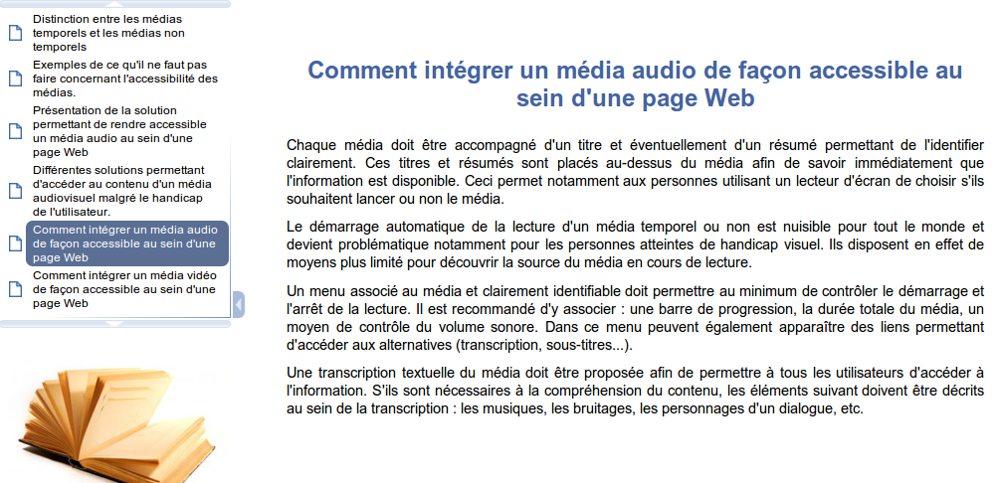 Distinction entre les médias
temporels et les médias non
temporels
Exemples de ce qu'il ne faut pas
faire concernant l'accessibilité des
médias.
Présentation de la solution
permettant de rendre accessible
un média audio au sein d'une
page Web
Différentes solutions permettant
d'accéder au contenu d'un média
audiovisuel malgré le handicap
de l'utilisateur.
Comment intégrer un média audio
de façon accessible au sein d'une
page Web
Comment intégrer un média vidéo
de façon accessible au sein d'une
page Web
Comment intégrer un média audio de façon accessible au
sein d'une page Web
Chaque média doit être accompagné d'un titre et éventuellement d'un résumé permettant de l'identifier
clairement. Ces titres et résumés sont placés au-dessus du média afin de savoir immédiatement que
l'information est disponible. Ceci permet notamment aux personnes utilisant un lecteur d'écran de choisir s'ils
souhaitent lancer ou non le média.
Le démarrage automatique de la lecture d'un média temporel ou non est nuisible pour tout le monde et
devient problématique notamment pour les personnes atteintes de handicap visuel. Ils disposent en effet de
moyens plus limité pour découvrir la source du média en cours de lecture.
Un menu associé au média et clairement identifiable doit permettre au minimum de contrôler le démarrage et
l'arrêt de la lecture. Il est recommandé d'y associer : une barre de progression, la durée totale du média, un
moyen de contrôle du volume sonore. Dans ce menu peuvent également apparaître des liens permettant
d'accéder aux alternatives (transcription, sous-titres...).
Une transcription textuelle du média doit être proposée afin de permettre à tous les utilisateurs d'accéder à
l'information. S'ils sont nécessaires à la compréhension du contenu, les éléments suivant doivent être décrits
au sein de la transcription : les musiques, les bruitages, les personnages d'un dialogue, etc.